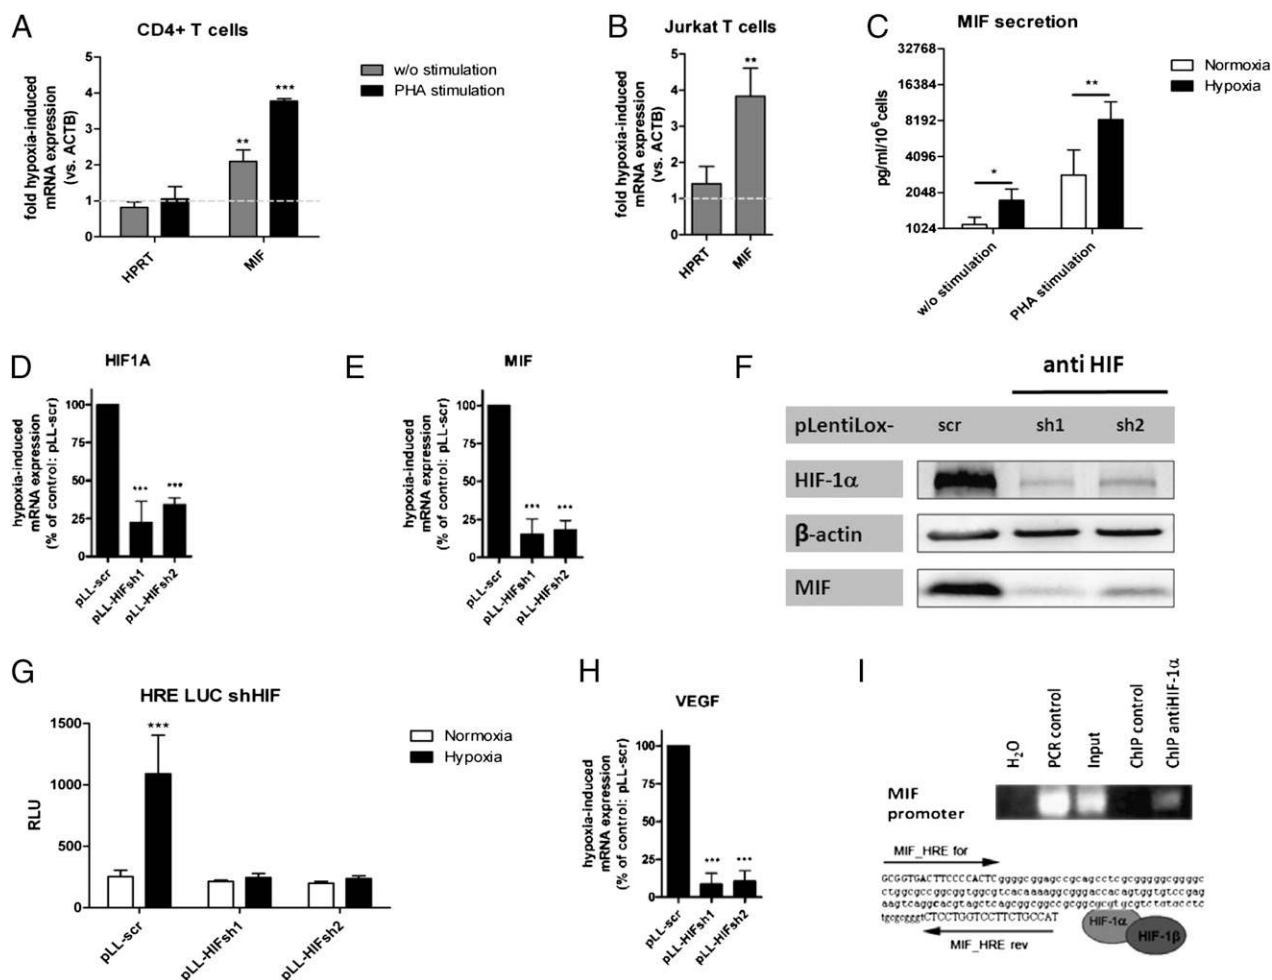 A
CD4+ T cells
fold hypoxia-induced
mRNA expression
(vs. ACTB)
5
4
3
2
1
0
**
***
HPRT
MIF
w/o stimulation
PHA stimulation
B
Jurkat T cells
fold hypoxia-induced
mRNA expression
(vs. ACTB)
5
4
3
2
1
0
**
HPRT
MIF
C
MIF secretion
pg/ml/10⁶cells
32768
16384
8192
4096
2048
1024
*
**
w/o stimulation
PHA stimulation
Normoxia
Hypoxia
D
HIF1A
hypoxia-induced
mRNA expression
(% of control: pLL-scr)
100
75
50
25
0
***
***
pLL-scr
pLL-HIFsh1
pLL-HIFsh2
E
MIF
hypoxia-induced
mRNA expression
(% of control: pLL-scr)
100
75
50
25
0
***
***
pLL-scr
pLL-HIFsh1
pLL-HIFsh2
F
anti HIF
pLentiLox- scr sh1 sh2
HIF-1α
β-actin
MIF
G
HRE LUC shHIF
RLU
1500
1000
500
0
***
pLL-scr
pLL-HIFsh1
pLL-HIFsh2
Normoxia
Hypoxia
H
VEGF
hypoxia-induced
mRNA expression
(% of control: pLL-scr)
100
75
50
25
0
***
***
pLL-scr
pLL-HIFsh1
pLL-HIFsh2
I
H₂O
PCR control
Input
ChIP control
ChIP antiHIF-1α
MIF
promoter
MIF_HRE for
GCGGTGACTTCCCCACTCggggcggagccgcagcctcgcgggggcggggc
ctggcgccggcggtggcgtcacaaaaggcgggaccacagtggtgtccgag
aagtcaggcacgtagctcagcggcggccgcggcgcgtgcgtctgtgcctc
tgcgcgggtCTCCTGGTCCTTCTGCCAT
MIF_HRE rev
HIF-1α
HIF-1β